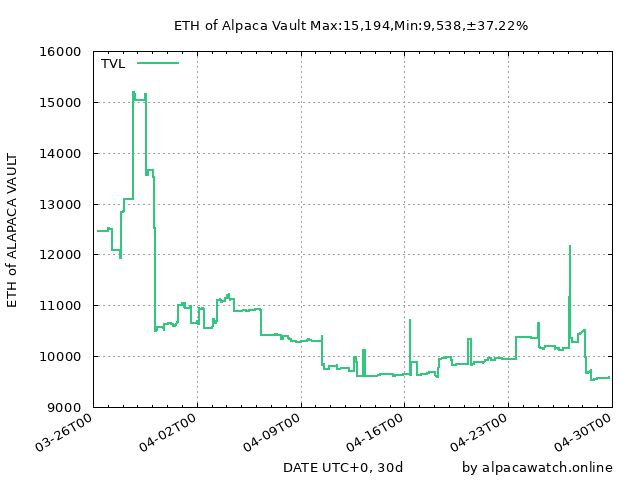 ETH of Alpaca Vault Max:15,194,Min:9,538,±37.22%
TVL
16000
15000
14000
13000
12000
11000
10000
9000
ETH of ALAPACA VAULT
03-26T00
04-02T00
04-09T00
04-16T00
04-23T00
04-30T00
DATE UTC+0, 30d
by alpacawatch.online